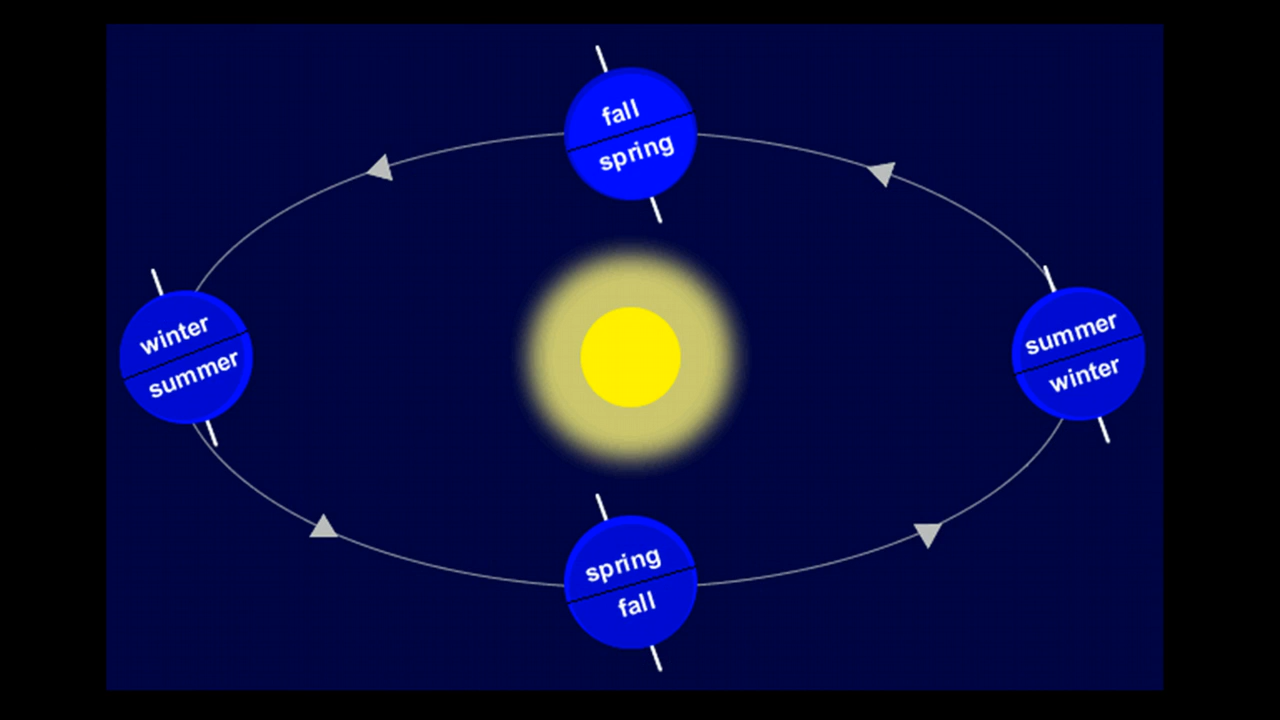 fall
spring
winter
summer
summer
winter
spring
fall